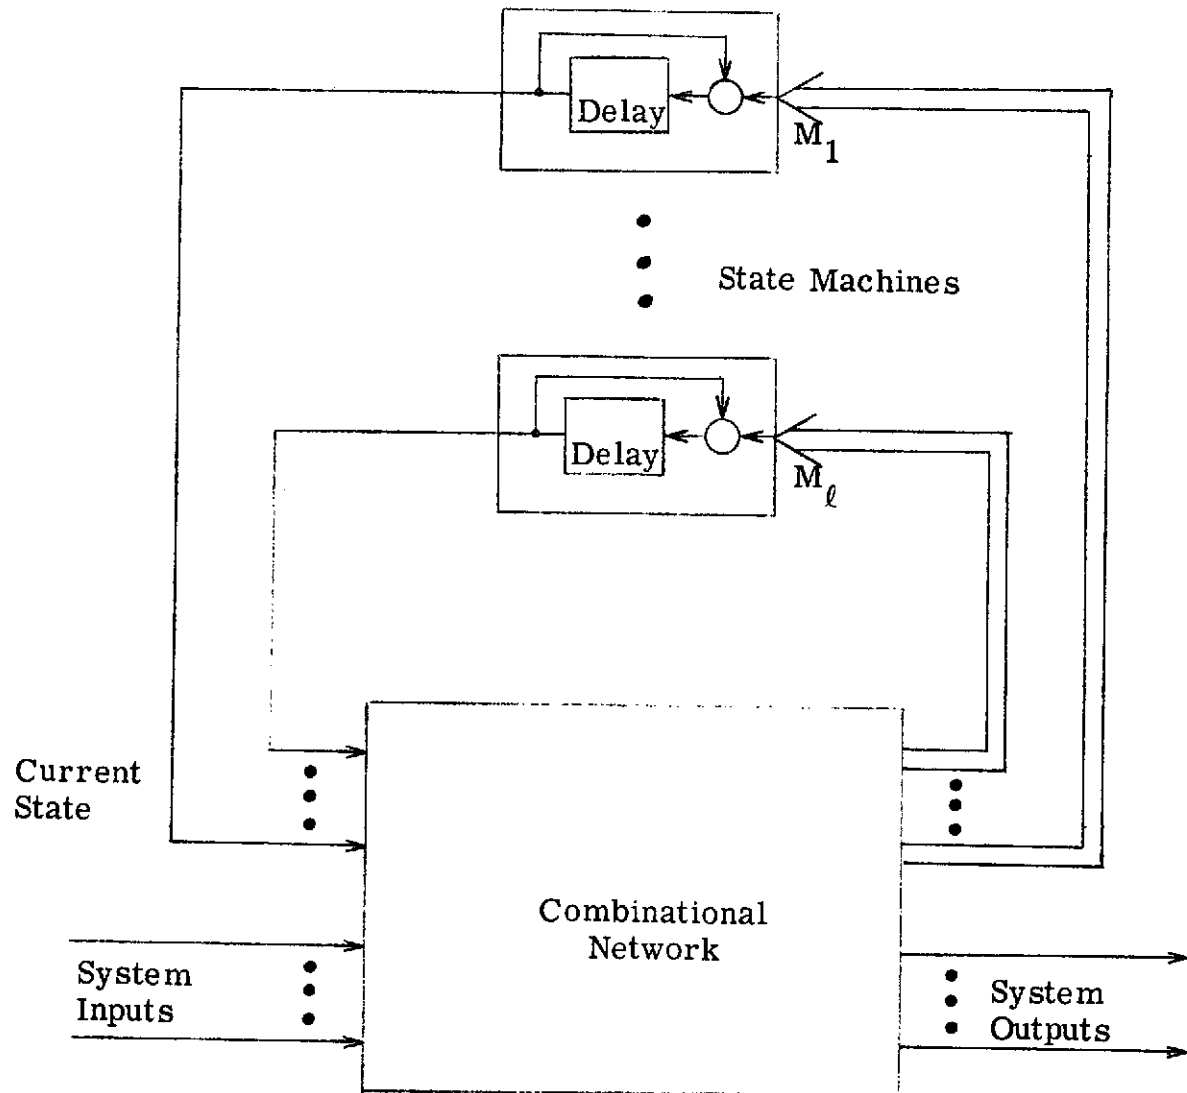 Delay
M1
State Machines
Delay
Mℓ
Current
State
Combinational
Network
System
Inputs
System
Outputs